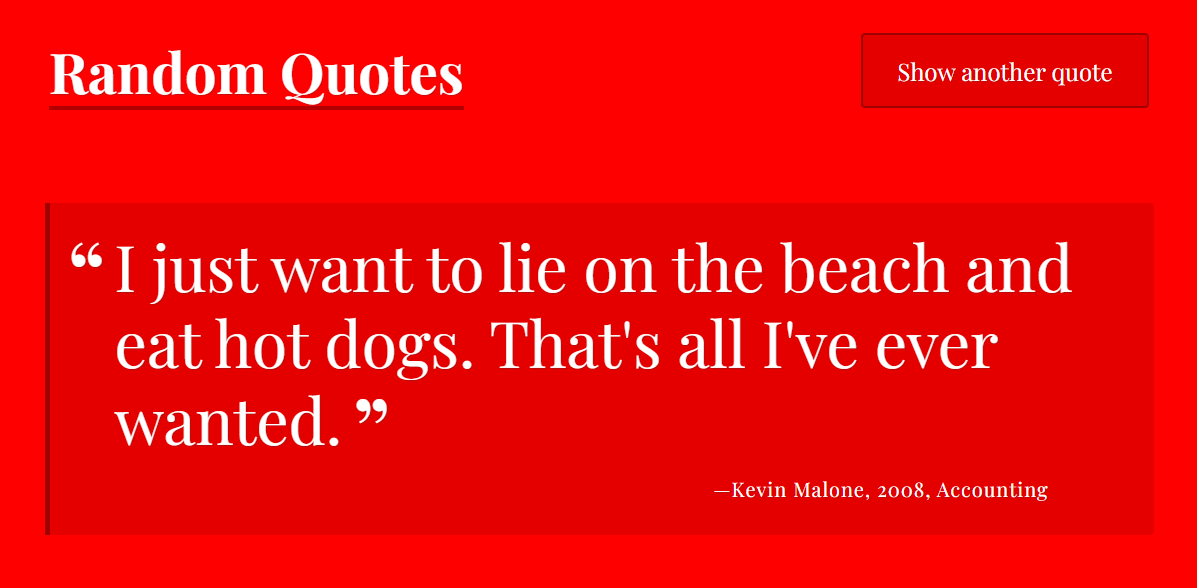 Random Quotes
Show another quote
“ I just want to lie on the beach and
eat hot dogs. That's all I've ever
wanted. ”
—Kevin Malone, 2008, Accounting